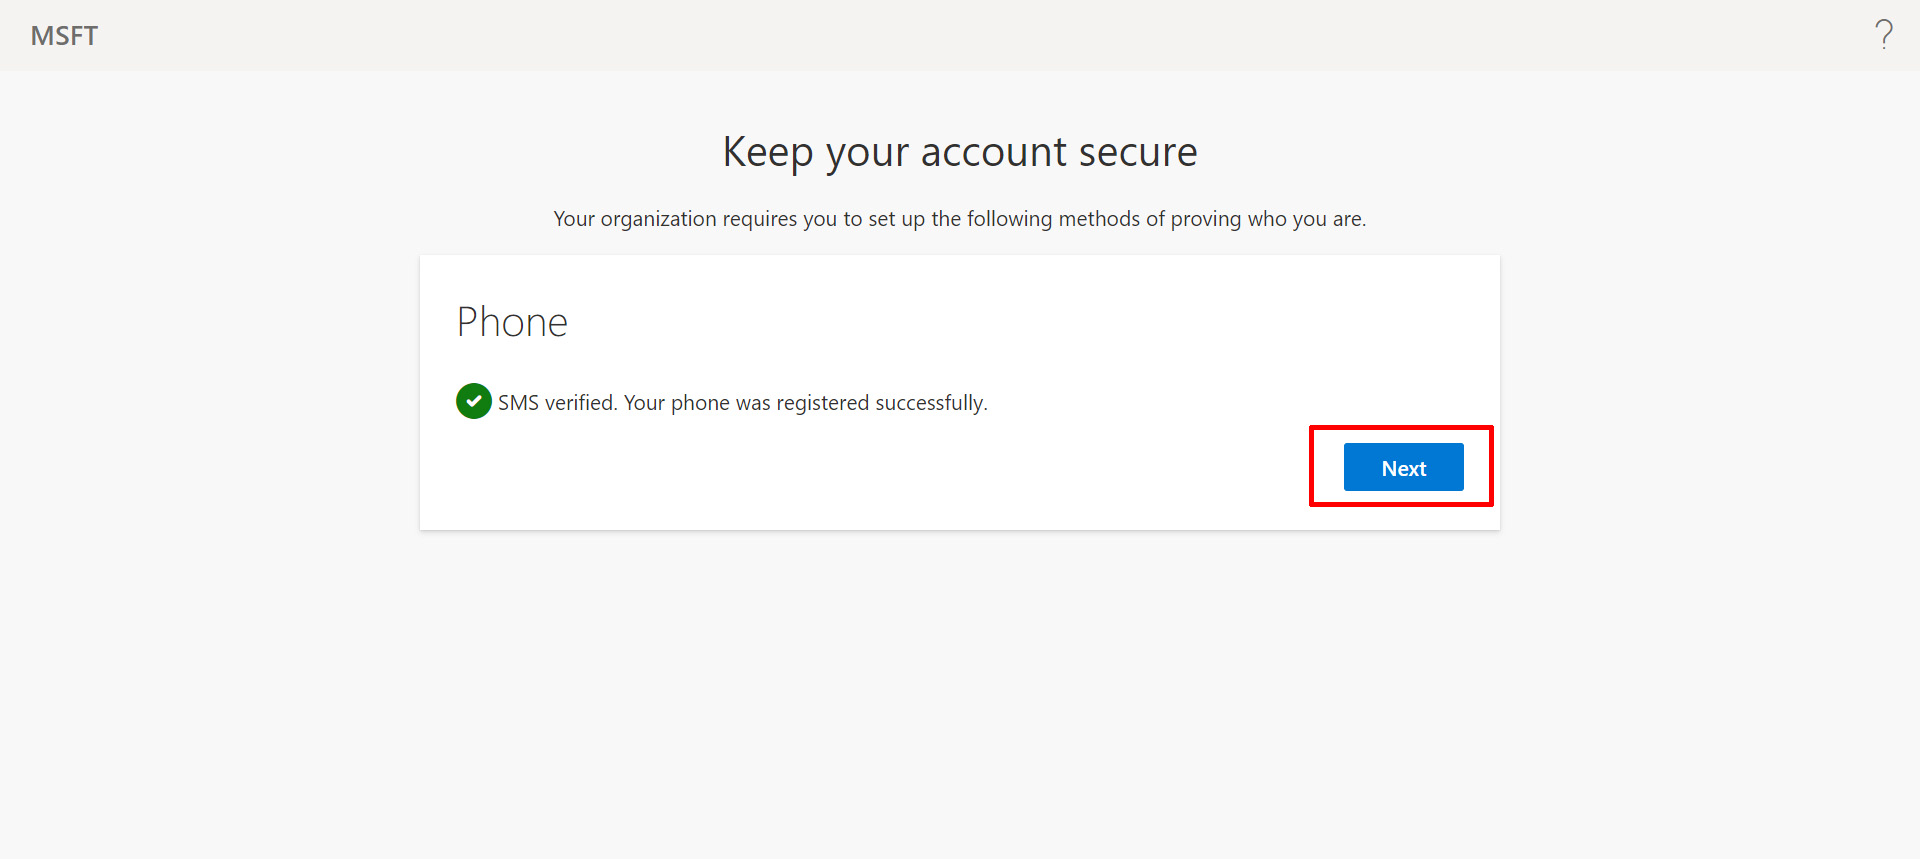 MSFT
?
Keep your account secure
Your organization requires you to set up the following methods of proving who you are.
Phone
SMS verified. Your phone was registered successfully.
Next